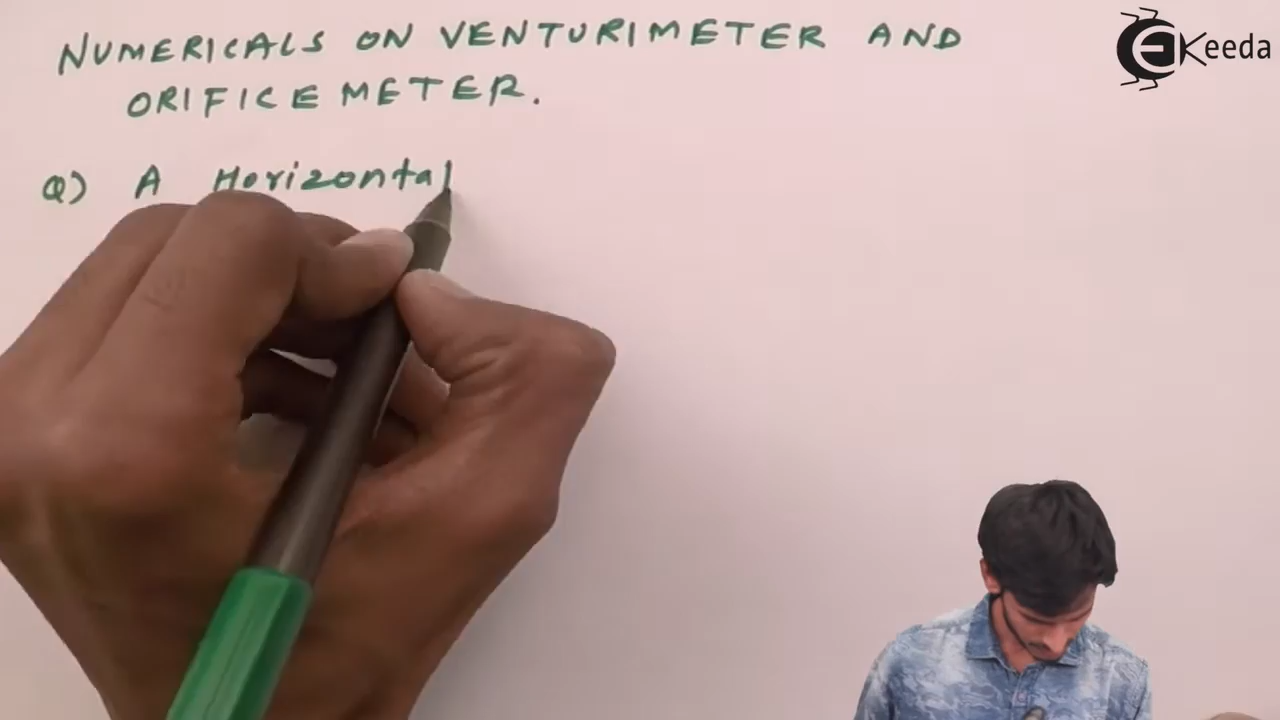 NUMERICALS ON VENTURIMETER AND
ORIFICEMETER.
Q) A Horizontal
Ekeeda